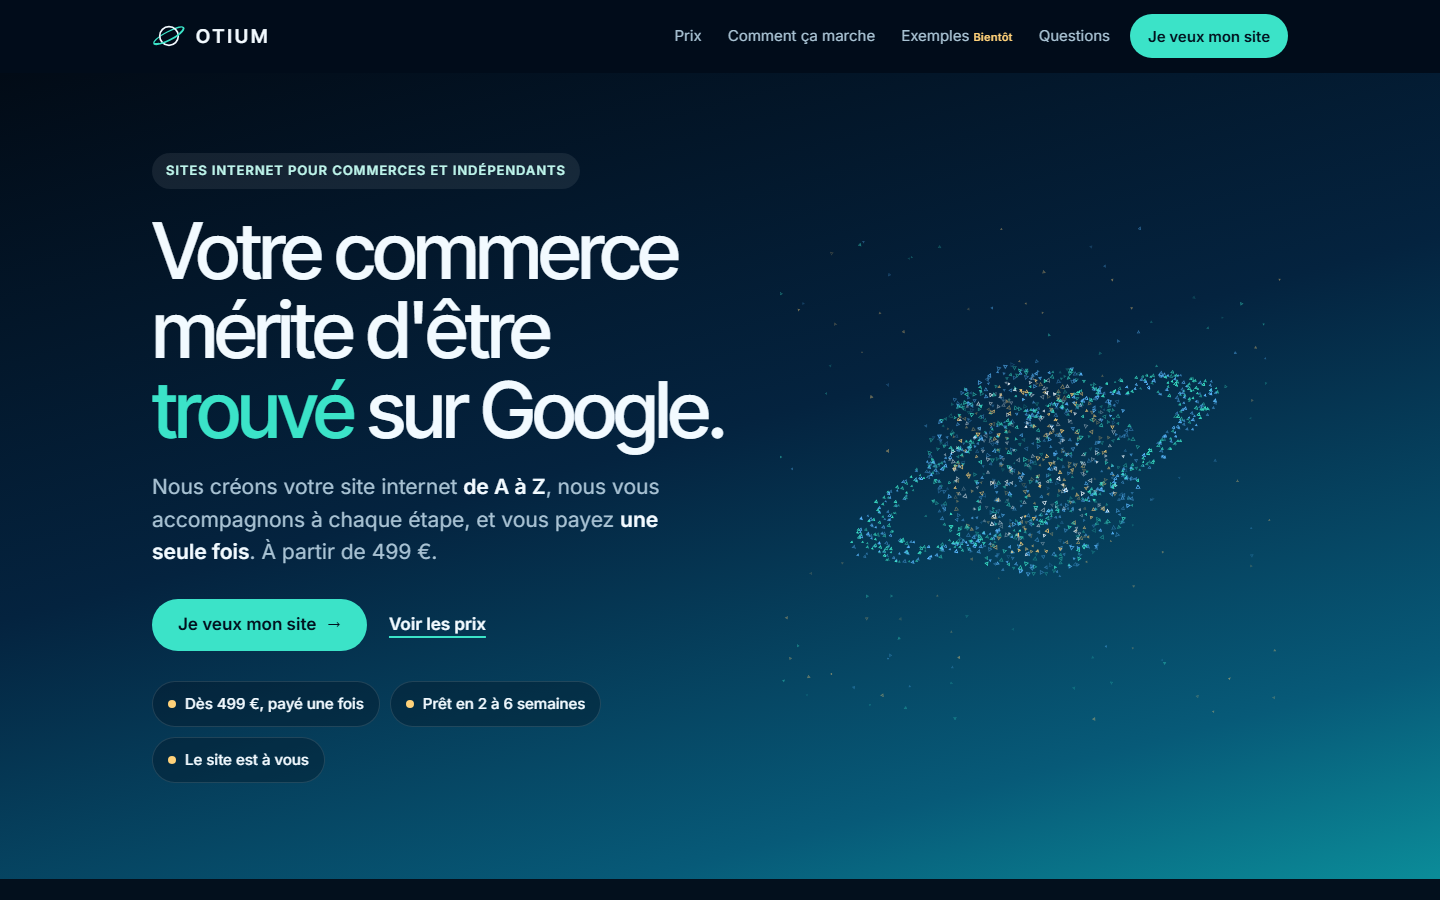 OTIUM
Prix
Comment ça marche
Exemples Bientôt
Questions
Je veux mon site
SITES INTERNET POUR COMMERCES ET INDÉPENDANTS
Votre commerce
mérite d'être
trouvé sur Google.
Nous créons votre site internet de A à Z, nous vous
accompagnons à chaque étape, et vous payez une
seule fois. À partir de 499 €.
Je veux mon site →
Voir les prix
Dès 499 €, payé une fois
Prêt en 2 à 6 semaines
Le site est à vous